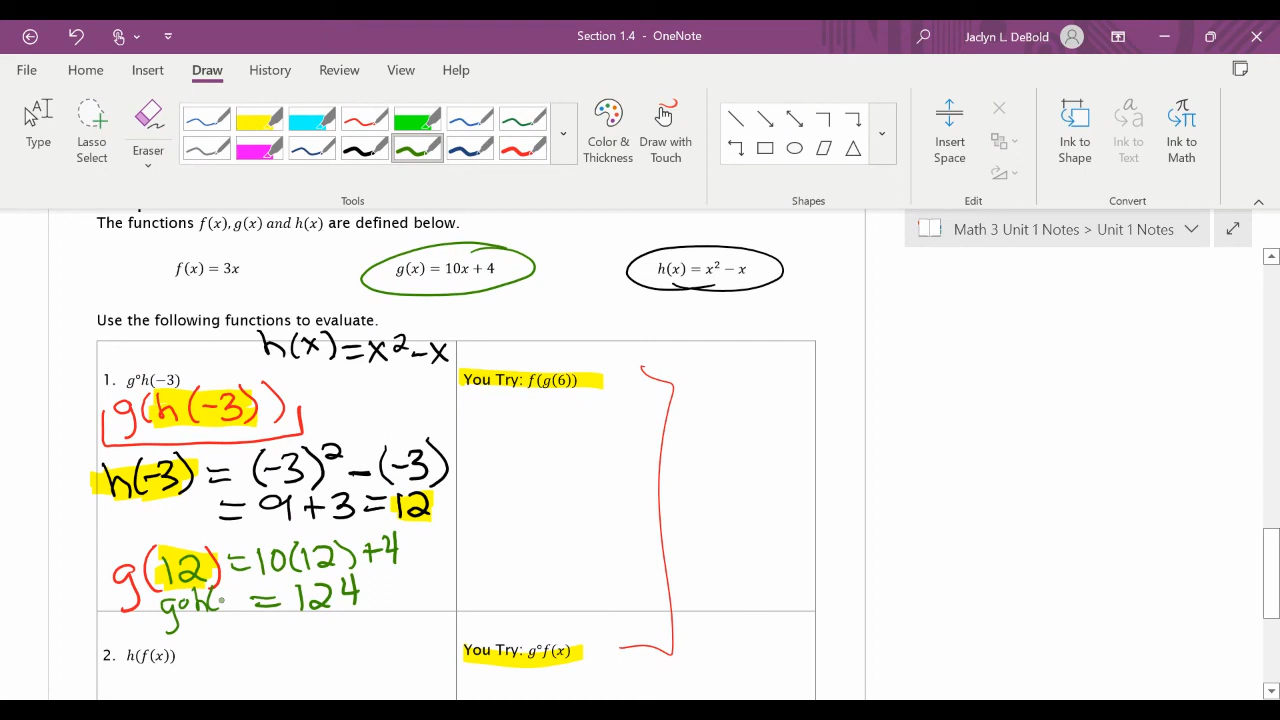 Section 1.4 - OneNote
Jaclyn L. DeBold
File Home Insert Draw History Review View Help
Type
Lasso Select
Eraser
Color & Thickness
Draw with Touch
Insert Space
Ink to Shape
Ink to Text
Ink to Math
Tools
Shapes
Edit
Convert
Math 3 Unit 1 Notes > Unit 1 Notes
The functions f(x), g(x) and h(x) are defined below.
f(x) = 3x g(x) = 10x + 4 h(x) = x² − x
Use the following functions to evaluate.
h(x) = x² - x
1. g°h(−3)
g(h(-3))
h(-3) = (-3)² - (-3)
= 9 + 3 = 12
g(12) = 10(12) + 4
g∘h( = 124
You Try: f(g(6))
2. h(f(x))
You Try: g°f(x)